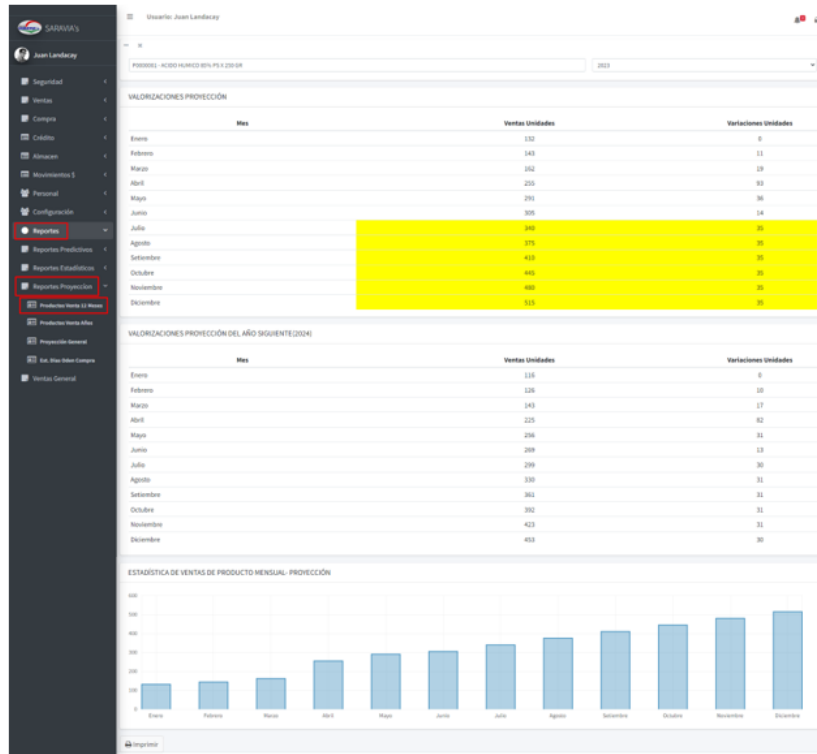 SARAVIA's
Usuario: Juan Landacay
Juan Landacay
Seguridad
Ventas
Compra
Crédito
Almacen
Movimientos $
Personal
Configuración
Reportes
Reportes Predictivos
Reportes Estadísticos
Reportes Proyeccion
Productos Venta 12 Meses
Productos Venta Años
Proyección General
Est. Dias Orden Compra
Ventas General
P0000001 - ACIDO HUMICO 80% PS X 250 GR
2023
VALORIZACIONES PROYECCIÓN
Mes Ventas Unidades Variaciones Unidades
Enero 132 0
Febrero 143 11
Marzo 162 19
Abril 255 93
Mayo 291 36
Junio 305 14
Julio 340 35
Agosto 375 35
Setiembre 410 35
Octubre 445 35
Noviembre 480 35
Diciembre 515 35
VALORIZACIONES PROYECCIÓN DEL AÑO SIGUIENTE(2024)
Mes Ventas Unidades Variaciones Unidades
Enero 116 0
Febrero 126 10
Marzo 143 17
Abril 225 82
Mayo 256 31
Junio 269 13
Julio 299 30
Agosto 330 31
Setiembre 361 31
Octubre 392 31
Noviembre 423 31
Diciembre 453 30
ESTADÍSTICA DE VENTAS DE PRODUCTO MENSUAL- PROYECCIÓN
600
500
400
300
200
100
0
Enero Febrero Marzo Abril Mayo Junio Julio Agosto Setiembre Octubre Noviembre Diciembre
Imprimir